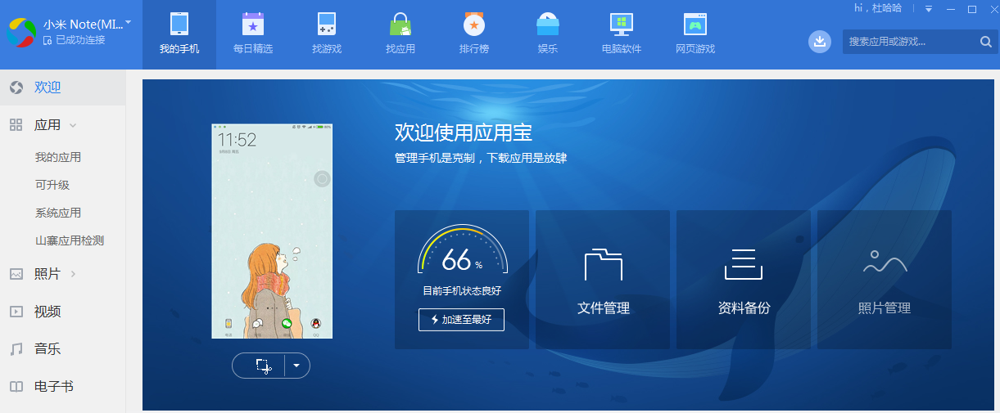 小米 Note(MI...
已成功连接
我的手机
每日精选
找游戏
找应用
排行榜
娱乐
电脑软件
网页游戏
hi，杜哈哈
搜索应用或游戏...
欢迎
应用
我的应用
可升级
系统应用
山寨应用检测
照片
视频
音乐
电子书
11:52
欢迎使用应用宝
管理手机是克制，下载应用是放肆
66 %
目前手机状态良好
加速至最好
文件管理
资料备份
照片管理
QQ